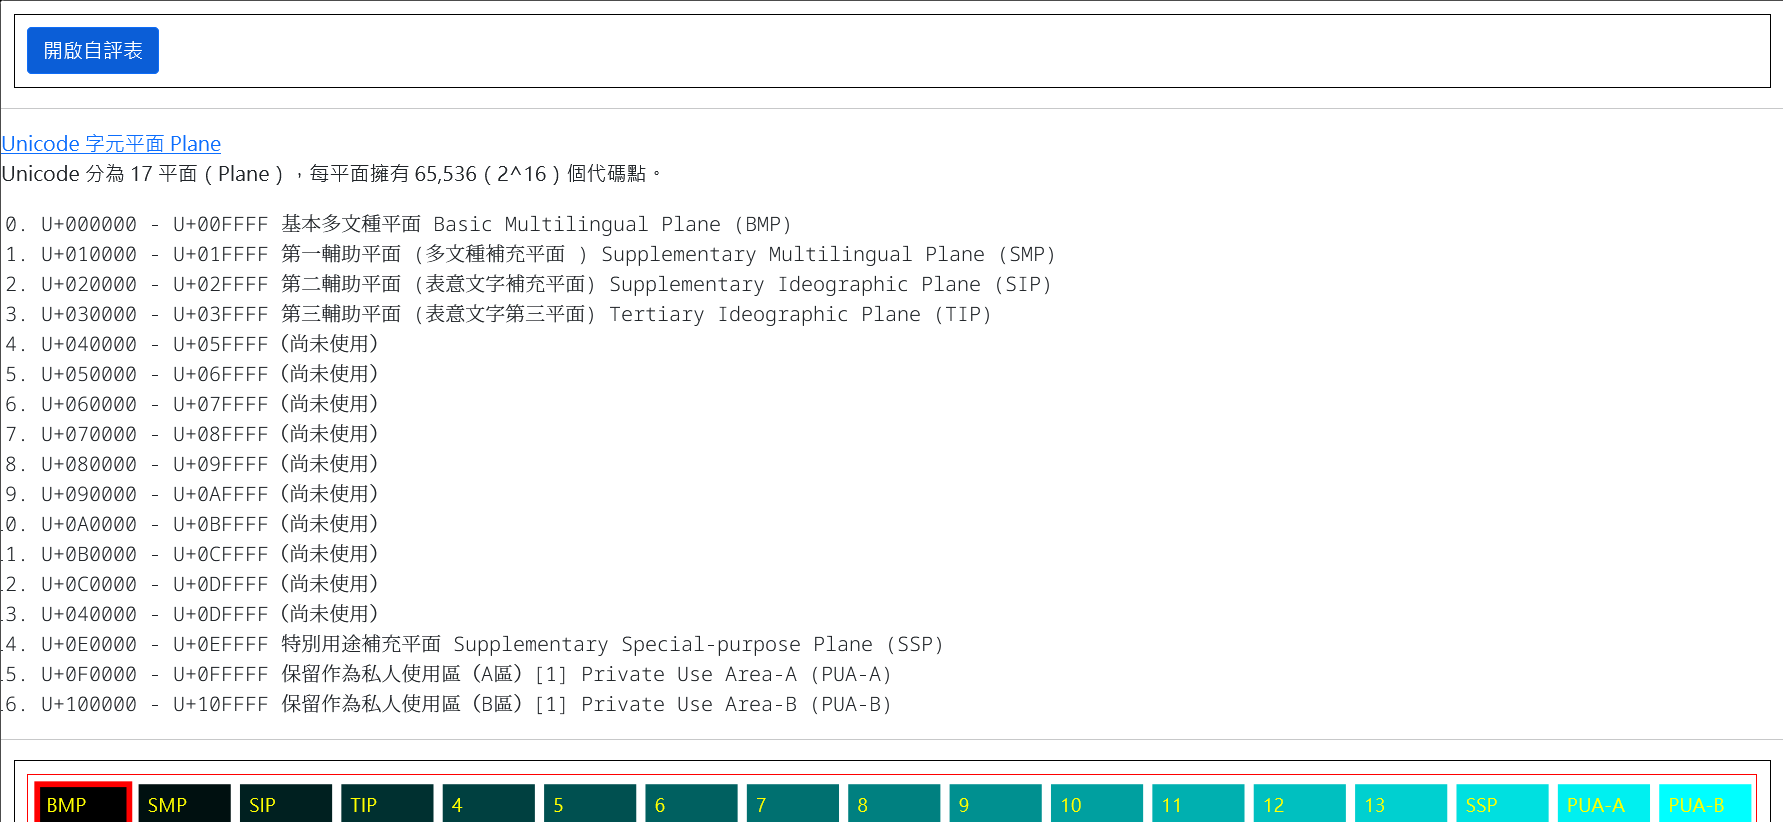 開啟自評表
Unicode 字元平面 Plane
Unicode 分為 17 平面（Plane），每平面擁有 65,536（2^16）個代碼點。
0. U+000000 - U+00FFFF 基本多文種平面 Basic Multilingual Plane (BMP)
1. U+010000 - U+01FFFF 第一輔助平面 (多文種補充平面 ) Supplementary Multilingual Plane (SMP)
2. U+020000 - U+02FFFF 第二輔助平面 (表意文字補充平面) Supplementary Ideographic Plane (SIP)
3. U+030000 - U+03FFFF 第三輔助平面 (表意文字第三平面) Tertiary Ideographic Plane (TIP)
4. U+040000 - U+05FFFF（尚未使用）
5. U+050000 - U+06FFFF（尚未使用）
6. U+060000 - U+07FFFF（尚未使用）
7. U+070000 - U+08FFFF（尚未使用）
8. U+080000 - U+09FFFF（尚未使用）
9. U+090000 - U+0AFFFF（尚未使用）
10. U+0A0000 - U+0BFFFF（尚未使用）
11. U+0B0000 - U+0CFFFF（尚未使用）
12. U+0C0000 - U+0DFFFF（尚未使用）
13. U+040000 - U+0DFFFF（尚未使用）
14. U+0E0000 - U+0EFFFF 特別用途補充平面 Supplementary Special-purpose Plane (SSP)
15. U+0F0000 - U+0FFFFF 保留作為私人使用區（A區）[1] Private Use Area-A (PUA-A)
16. U+100000 - U+10FFFF 保留作為私人使用區（B區）[1] Private Use Area-B (PUA-B)
BMP SMP SIP TIP 4 5 6 7 8 9 10 11 12 13 SSP PUA-A PUA-B